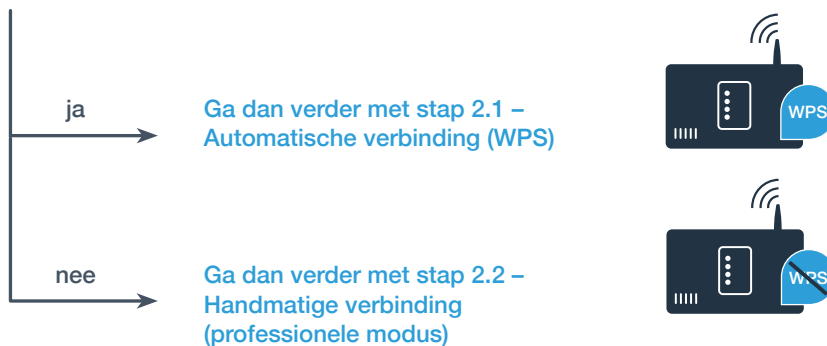 ja
Ga dan verder met stap 2.1 –
Automatische verbinding (WPS)
WPS
nee
Ga dan verder met stap 2.2 –
Handmatige verbinding
(professionele modus)
WPS